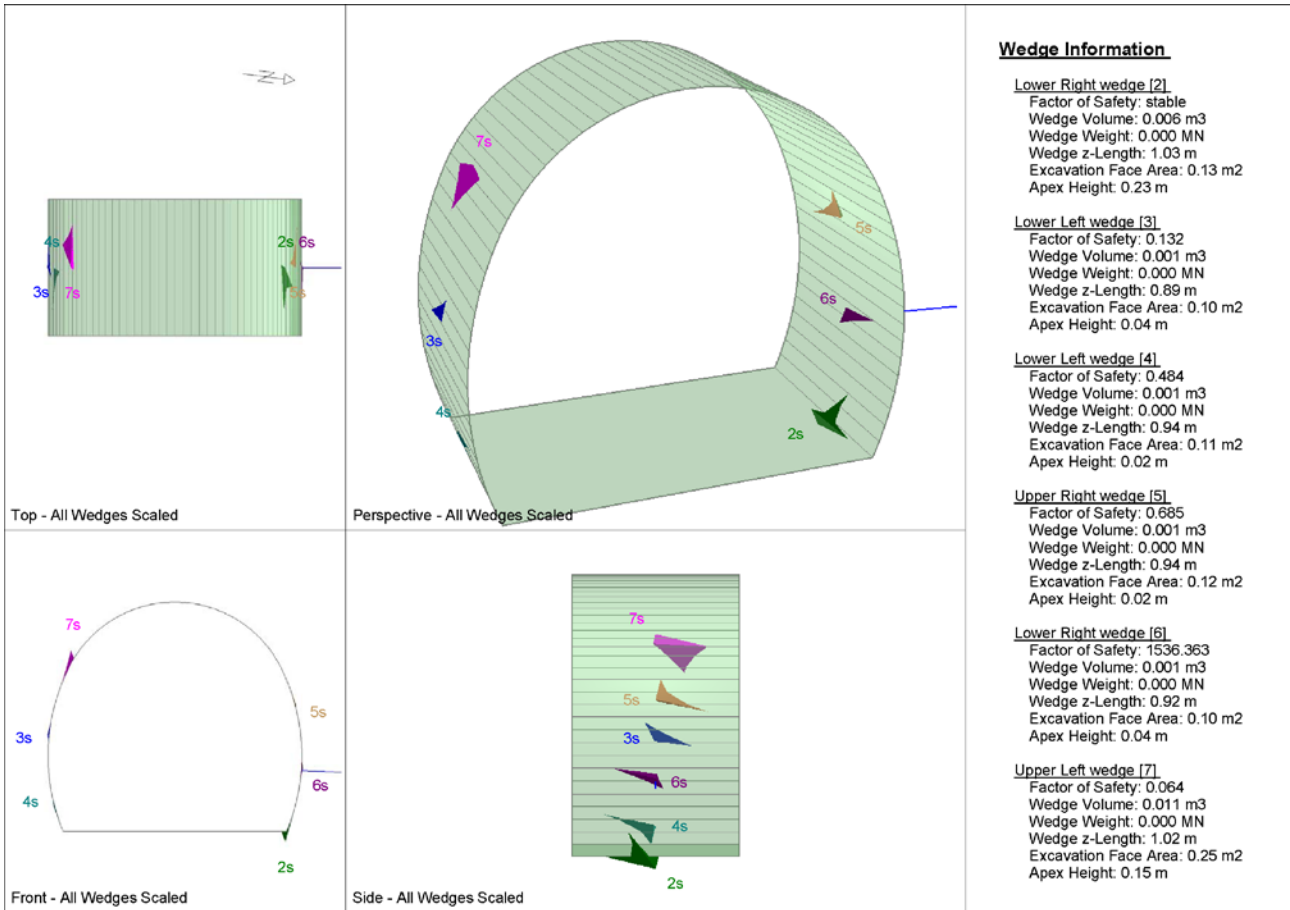 N
4s
2s
6s
3s
7s
5s
Top - All Wedges Scaled
7s
5s
6s
3s
4s
2s
Perspective - All Wedges Scaled
7s
5s
3s
6s
4s
2s
Front - All Wedges Scaled
7s
5s
3s
6s
4s
2s
Side - All Wedges Scaled
Wedge Information
Lower Right wedge [2]
Factor of Safety: stable
Wedge Volume: 0.006 m3
Wedge Weight: 0.000 MN
Wedge z-Length: 1.03 m
Excavation Face Area: 0.13 m2
Apex Height: 0.23 m
Lower Left wedge [3]
Factor of Safety: 0.132
Wedge Volume: 0.001 m3
Wedge Weight: 0.000 MN
Wedge z-Length: 0.89 m
Excavation Face Area: 0.10 m2
Apex Height: 0.04 m
Lower Left wedge [4]
Factor of Safety: 0.484
Wedge Volume: 0.001 m3
Wedge Weight: 0.000 MN
Wedge z-Length: 0.94 m
Excavation Face Area: 0.11 m2
Apex Height: 0.02 m
Upper Right wedge [5]
Factor of Safety: 0.685
Wedge Volume: 0.001 m3
Wedge Weight: 0.000 MN
Wedge z-Length: 0.94 m
Excavation Face Area: 0.12 m2
Apex Height: 0.02 m
Lower Right wedge [6]
Factor of Safety: 1536.363
Wedge Volume: 0.001 m3
Wedge Weight: 0.000 MN
Wedge z-Length: 0.92 m
Excavation Face Area: 0.10 m2
Apex Height: 0.04 m
Upper Left wedge [7]
Factor of Safety: 0.064
Wedge Volume: 0.011 m3
Wedge Weight: 0.000 MN
Wedge z-Length: 1.02 m
Excavation Face Area: 0.25 m2
Apex Height: 0.15 m